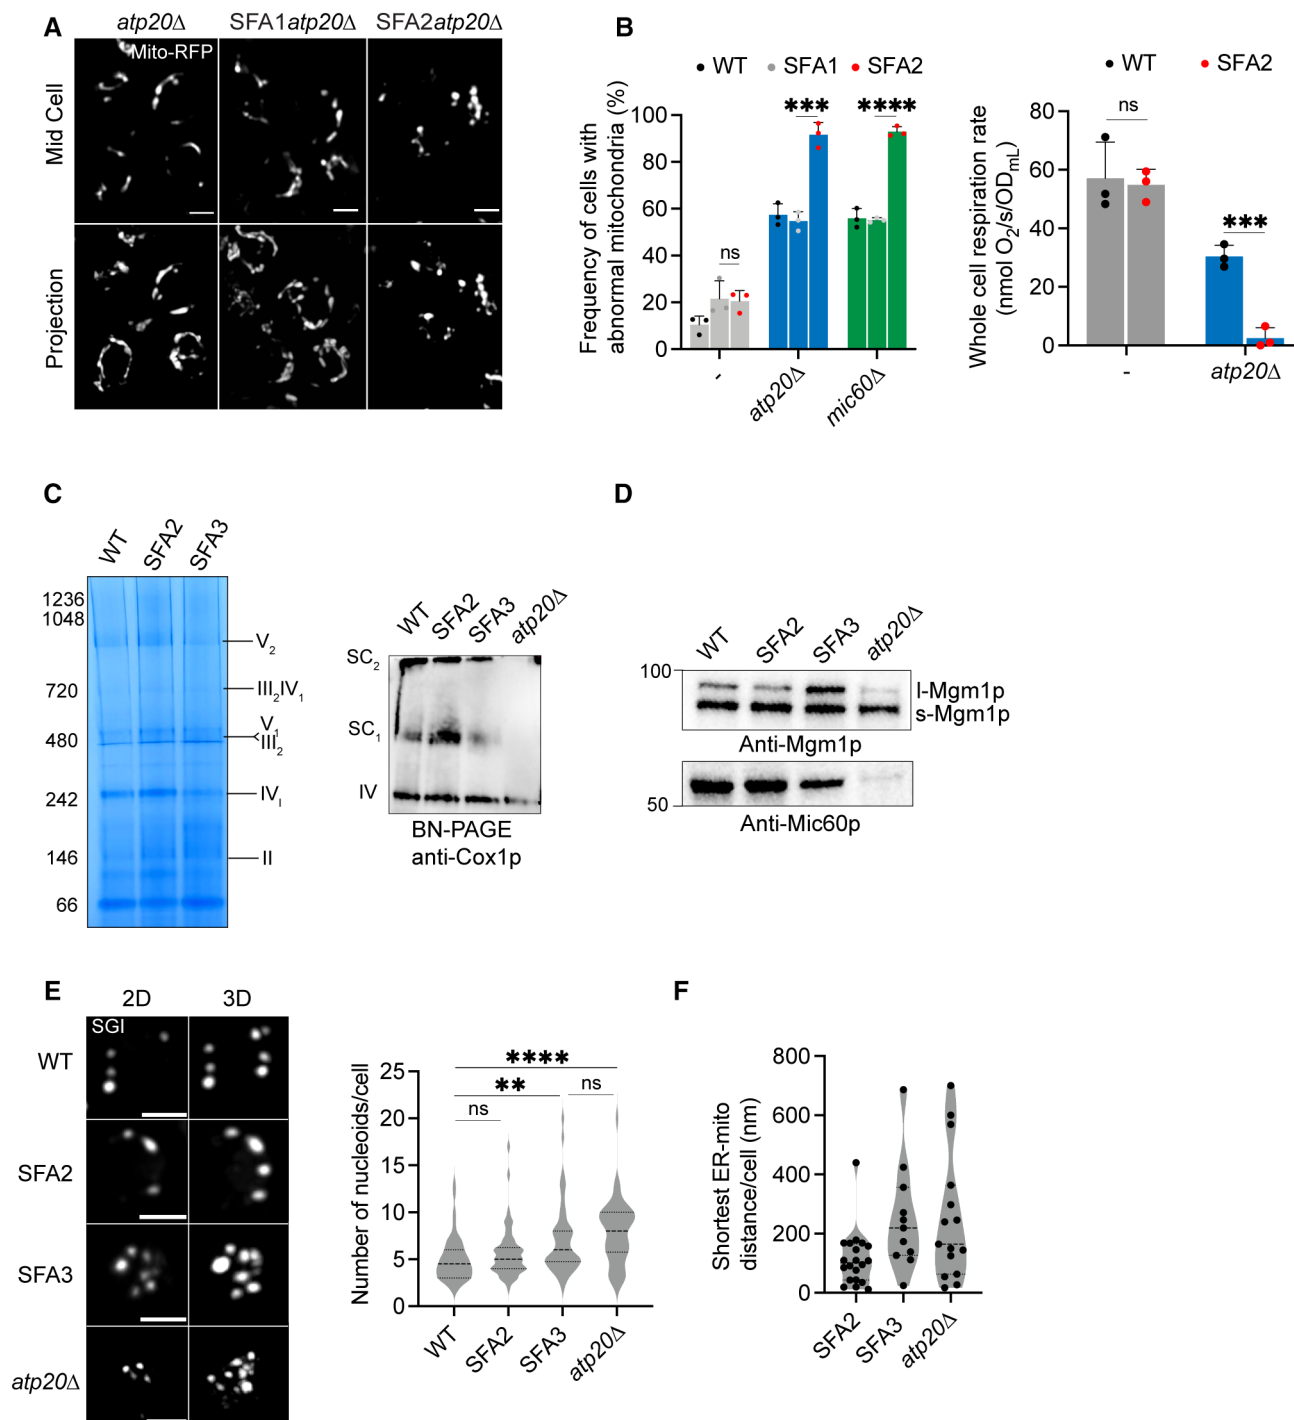 A
atp20Δ
SFA1atp20Δ
SFA2atp20Δ
Mito-RFP
Mid Cell
Projection
B
WT
SFA1
SFA2
Frequency of cells with
abnormal mitochondria (%)
100
80
60
40
20
0
ns
***
****
-
atp20Δ
mic60Δ
WT
SFA2
Whole cell respiration rate
(nmol O2/s/ODmL)
80
60
40
20
0
ns
***
-
atp20Δ
C
WT
SFA2
SFA3
1236
1048
720
480
242
146
66
V2
III2IV1
V1
III2
IVI
II
WT
SFA2
SFA3
atp20Δ
SC2
SC1
IV
BN-PAGE
anti-Cox1p
D
WT
SFA2
SFA3
atp20Δ
100
l-Mgm1p
s-Mgm1p
Anti-Mgm1p
50
Anti-Mic60p
E
2D
3D
SGI
WT
SFA2
SFA3
atp20Δ
Number of nucleoids/cell
25
20
15
10
5
0
****
**
ns
ns
WT
SFA2
SFA3
atp20Δ
F
Shortest ER-mito
distance/cell (nm)
800
600
400
200
0
SFA2
SFA3
atp20Δ